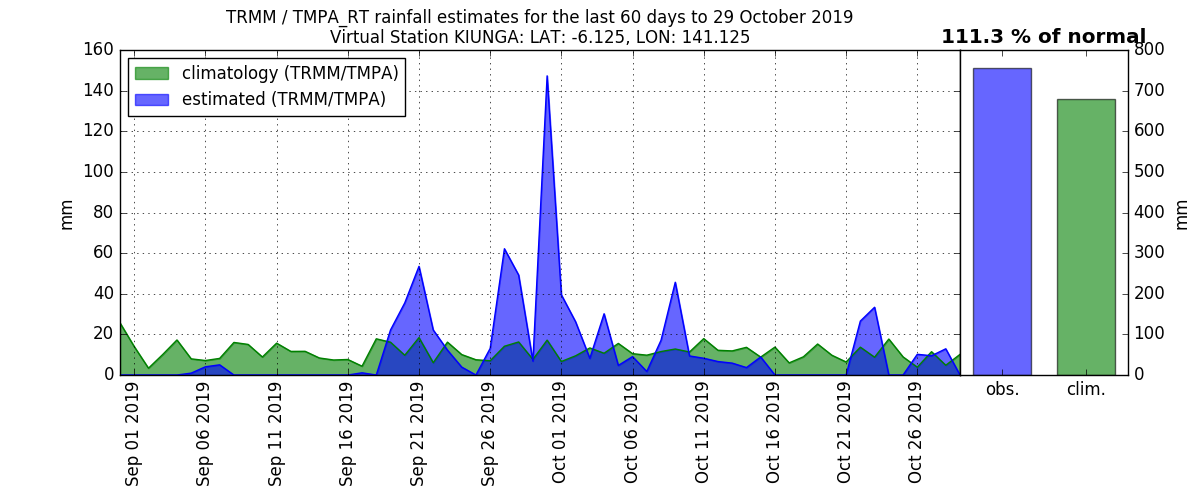 TRMM / TMPA_RT rainfall estimates for the last 60 days to 29 October 2019
Virtual Station KIUNGA: LAT: -6.125, LON: 141.125
111.3 % of normal
climatology (TRMM/TMPA)
estimated (TRMM/TMPA)
mm
160
140
120
100
80
60
40
20
0
Sep 01 2019
Sep 06 2019
Sep 11 2019
Sep 16 2019
Sep 21 2019
Sep 26 2019
Oct 01 2019
Oct 06 2019
Oct 11 2019
Oct 16 2019
Oct 21 2019
Oct 26 2019
800
700
600
500
400
300
200
100
0
mm
obs.
clim.